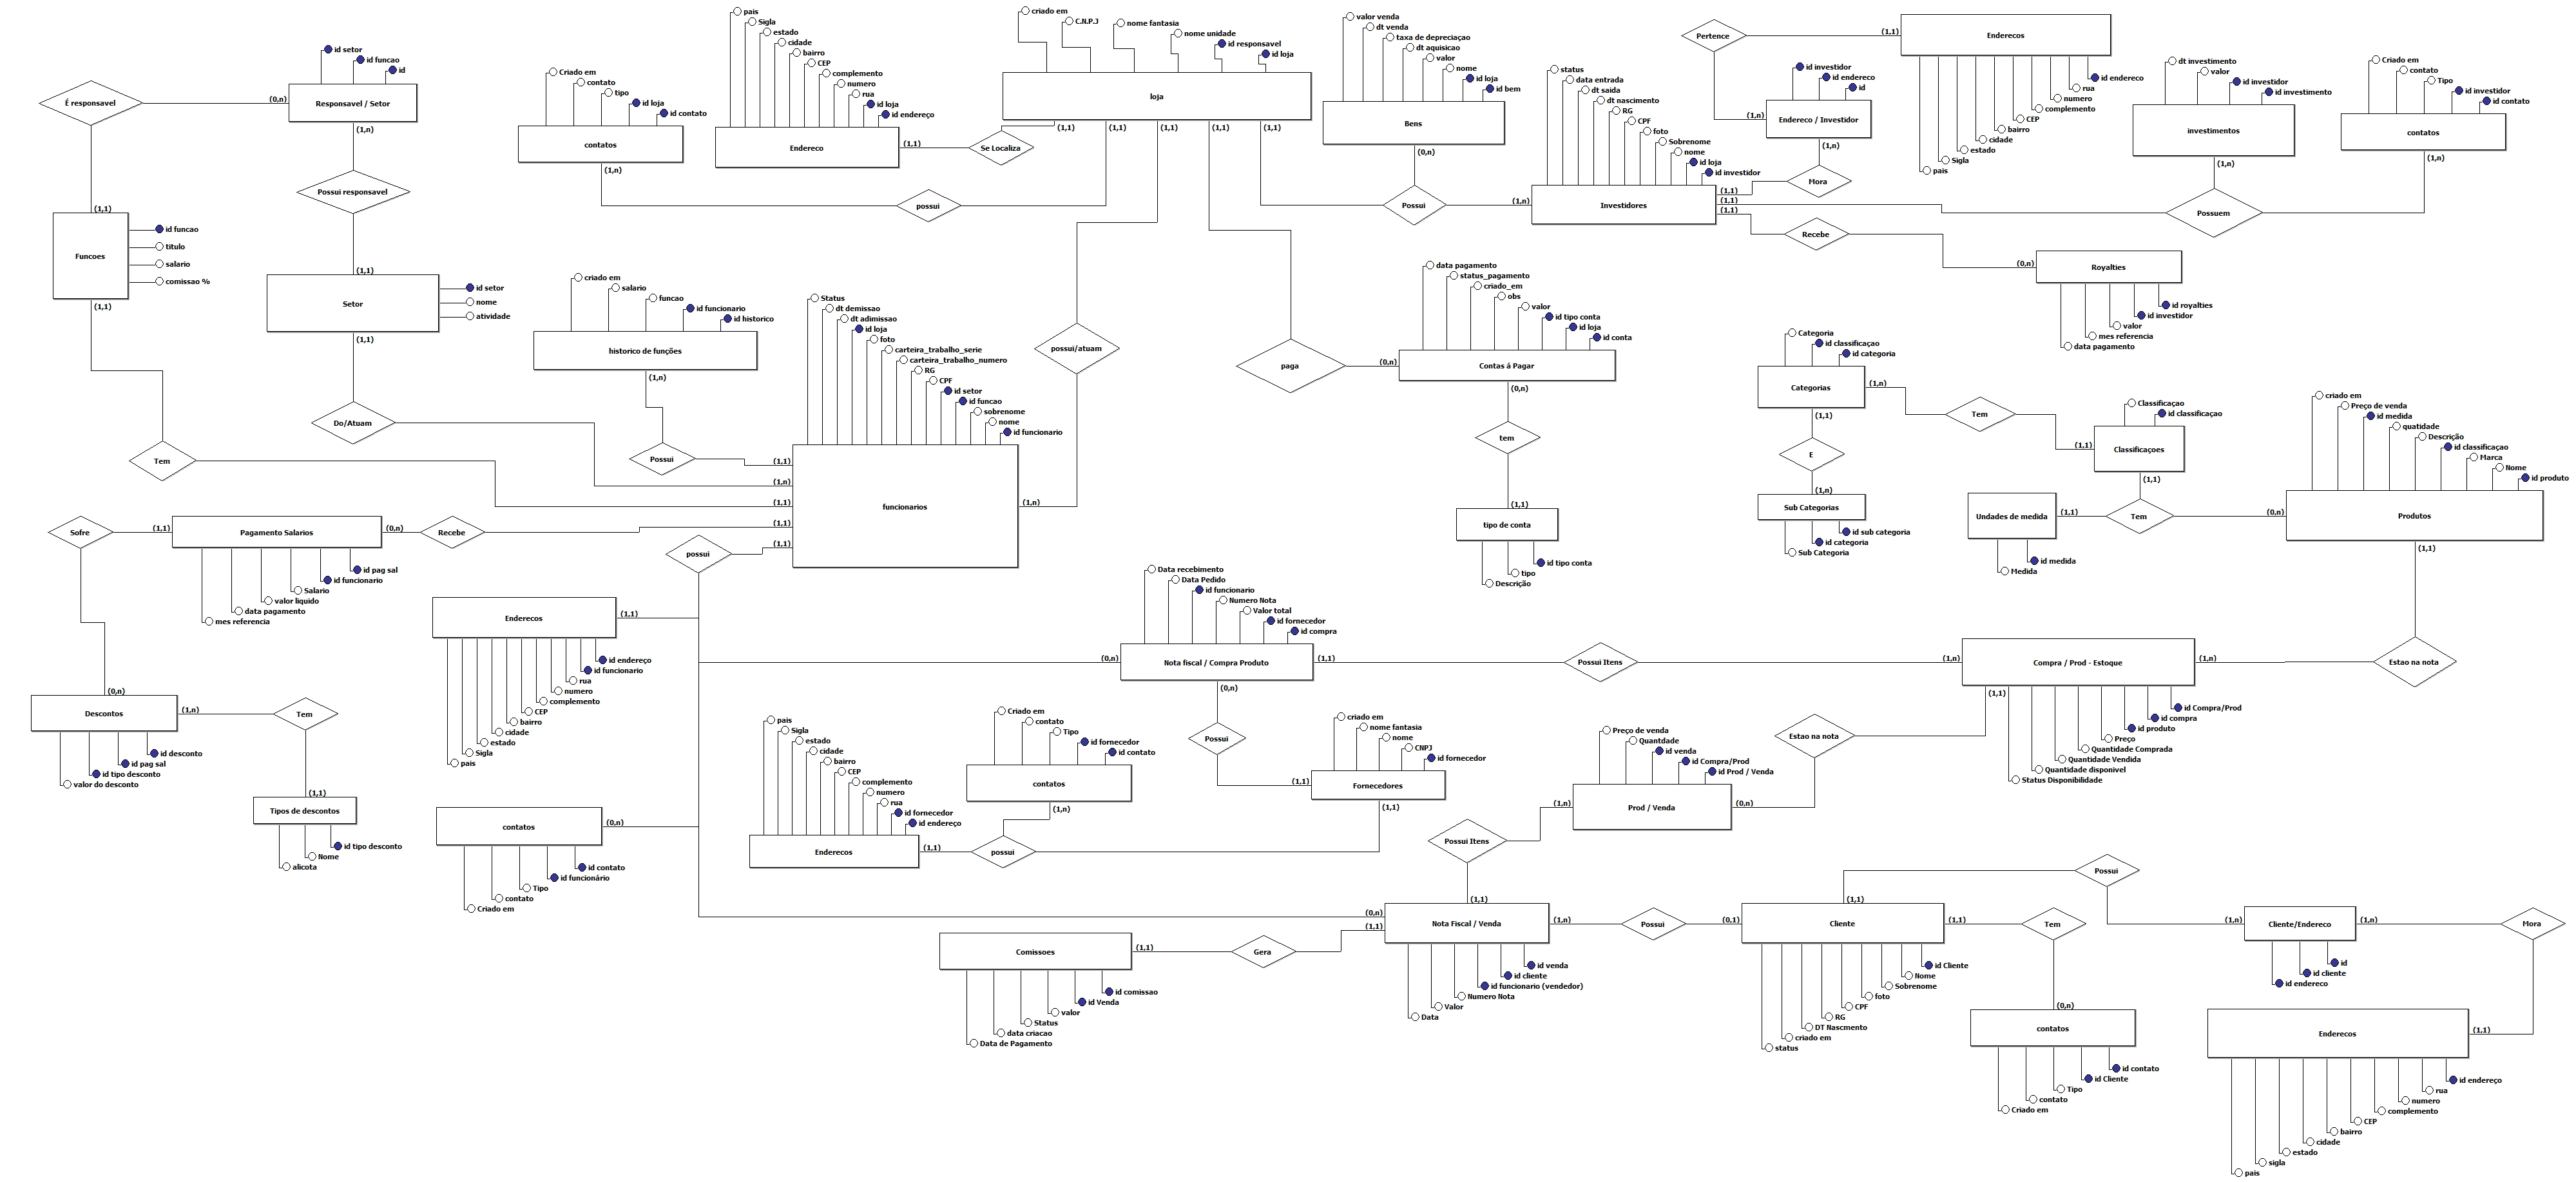 É responsavel
(0,n)
id setor
id funcao
id
Responsavel / Setor
(1,n)
Possui responsavel
(1,1)
Funcoes
id funcao
titulo
salario
comissao %
(1,1)
(1,1)
Setor
id setor
nome
atividade
(1,1)
Do/Atuam
Tem
Criado em
contato
tipo
id loja
id contato
contatos
(1,n)
pais
Sigla
estado
cidade
bairro
CEP
complemento
numero
rua
id loja
id endereço
Endereco
(1,1)
Se Localiza
possui
criado em
C.N.P.J
nome fantasia
nome unidade
id responsavel
id loja
loja
(1,1)
(1,1)
(1,1)
(1,1)
(1,1)
valor venda
dt venda
taxa de depreciaçao
dt aquisicao
valor
nome
id loja
id bem
Bens
(0,n)
Possui
(1,n)
status
data entrada
dt saida
dt nascimento
RG
CPF
foto
Sobrenome
nome
id loja
id investidor
Investidores
(1,1)
(1,1)
(1,1)
Pertence
(1,1)
(1,n)
id investidor
id endereco
id
Endereco / Investidor
(1,n)
Mora
Enderecos
id endereco
rua
numero
complemento
CEP
bairro
cidade
estado
Sigla
pais
dt investimento
valor
id investidor
id investimento
investimentos
(1,n)
Criado em
contato
Tipo
id investidor
id contato
contatos
(1,n)
Possuem
Recebe
(0,n)
Royalties
id royalties
id investidor
valor
mes referencia
data pagamento
criado em
salario
funcao
id funcionario
id historico
historico de funções
(1,n)
Possui
Status
dt demissao
dt adimissao
id loja
foto
carteira_trabalho_serie
carteira_trabalho_numero
RG
CPF
id setor
id funcao
sobrenome
nome
id funcionario
funcionarios
(1,1)
(1,n)
(1,1)
(1,1)
(1,1)
(1,n)
possui/atuam
paga
(0,n)
data pagamento
status_pagamento
criado_em
obs
valor
id tipo conta
id loja
id conta
Contas á Pagar
(0,n)
tem
(1,1)
tipo de conta
id tipo conta
tipo
Descrição
Categoria
id classificaçao
id categoria
Categorias
(1,n)
(1,1)
E
(1,n)
Sub Categorias
id sub categoria
id categoria
Sub Categoria
Tem
Classificaçao
id classificaçao
(1,1)
Classificaçoes
(1,1)
Tem
Undades de medida
(1,1)
id medida
Medida
(0,n)
criado em
Preço de venda
id medida
quatidade
Descrição
id classificaçao
Marca
Nome
id produto
Produtos
(1,1)
Estao na nota
Sofre
(1,1)
Pagamento Salarios
(0,n)
Recebe
id pag sal
id funcionario
Salario
valor liquido
data pagamento
mes referencia
possui
(0,n)
Descontos
(1,n)
Tem
id desconto
id pag sal
id tipo desconto
valor do desconto
(1,1)
Tipos de descontos
id tipo desconto
Nome
alicota
Enderecos
(1,1)
id endereço
id funcionario
rua
numero
complemento
CEP
bairro
cidade
estado
Sigla
pais
contatos
(0,n)
id contato
id funcionário
Tipo
contato
Criado em
Data recebimento
Data Pedido
id funcionario
Numero Nota
Valor total
id fornecedor
id compra
(0,n)
Nota fiscal / Compra Produto
(1,1)
(0,n)
Possui Itens
(1,n)
Compra / Prod - Estoque
(1,n)
(1,1)
id Compra/Prod
id compra
id produto
Preço
Quantidade Comprada
Quantidade Vendida
Quantidade disponivel
Status Disponibilidade
Possui
(1,1)
criado em
nome fantasia
nome
CNPJ
id fornecedor
Fornecedores
(1,1)
pais
Sigla
estado
cidade
bairro
CEP
complemento
numero
rua
id fornecedor
id endereço
Enderecos
(1,1)
possui
Criado em
contato
Tipo
id fornecedor
id contato
contatos
(1,n)
Preço de venda
Quantdade
id venda
id Compra/Prod
id Prod / Venda
(1,n)
Prod / Venda
(0,n)
Estao na nota
Possui Itens
(1,1)
(0,n)
(1,1)
Nota Fiscal / Venda
(1,n)
id venda
id cliente
id funcionario (vendedor)
Numero Nota
Valor
Data
Comissoes
(1,1)
Gera
id comissao
id Venda
valor
Status
data criacao
Data de Pagamento
Possui
(0,1)
(1,1)
Cliente
(1,1)
id Cliente
Nome
Sobrenome
foto
CPF
RG
DT Nascmento
criado em
status
Tem
(0,n)
contatos
id contato
id Cliente
Tipo
contato
Criado em
Possui
(1,n)
Cliente/Endereco
(1,n)
id
id cliente
id endereco
Mora
Enderecos
(1,1)
id endereço
rua
numero
complemento
CEP
bairro
cidade
estado
sigla
pais